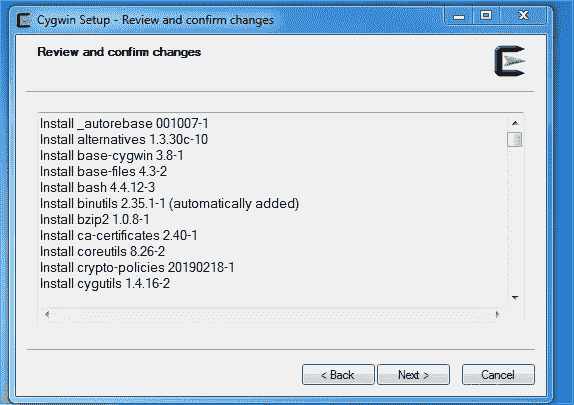 Cygwin Setup - Review and confirm changes
Review and confirm changes
Install _autorebase 001007-1
Install alternatives 1.3.30c-10
Install base-cygwin 3.8-1
Install base-files 4.3-2
Install bash 4.4.12-3
Install binutils 2.35.1-1 (automatically added)
Install bzip2 1.0.8-1
Install ca-certificates 2.40-1
Install coreutils 8.26-2
Install crypto-policies 20190218-1
Install cygutils 1.4.16-2
< Back Next > Cancel